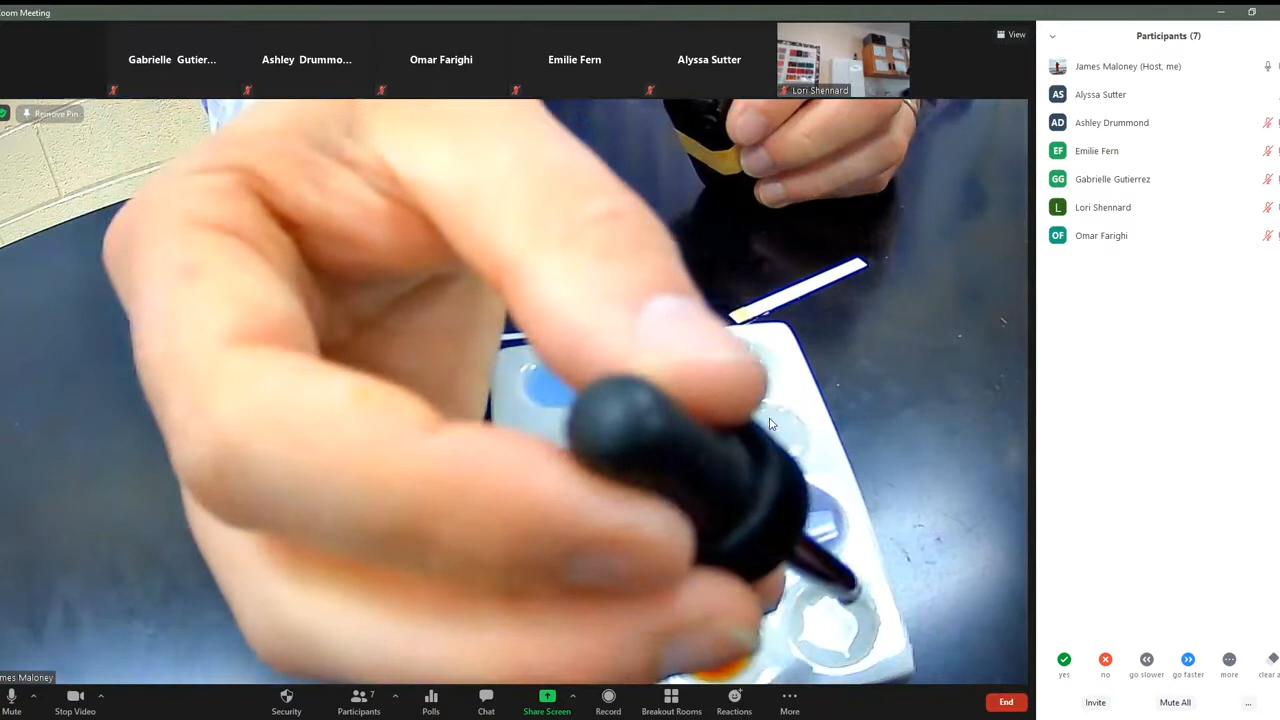 oom Meeting
Gabrielle Gutier...
Ashley Drummo...
Omar Farighi
Emilie Fern
Alyssa Sutter
Lori Shennard
View
Remove Pin
Participants (7)
James Maloney (Host, me)
AS Alyssa Sutter
AD Ashley Drummond
EF Emilie Fern
GG Gabrielle Gutierrez
L Lori Shennard
OF Omar Farighi
mes Maloney
yes
no
go slower
go faster
more
clear a
Mute
Stop Video
Security
7
Participants
Polls
Chat
Share Screen
Record
Breakout Rooms
Reactions
More
End
Invite
Mute All
...